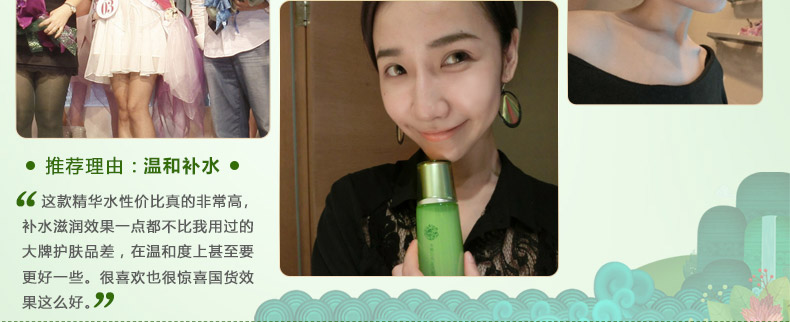 03
• 推荐理由：温和补水 •
“这款精华水性价比真的非常高，
补水滋润效果一点都不比我用过的
大牌护肤品差，在温和度上甚至要
更好一些。很喜欢也很惊喜国货效
果这么好。”